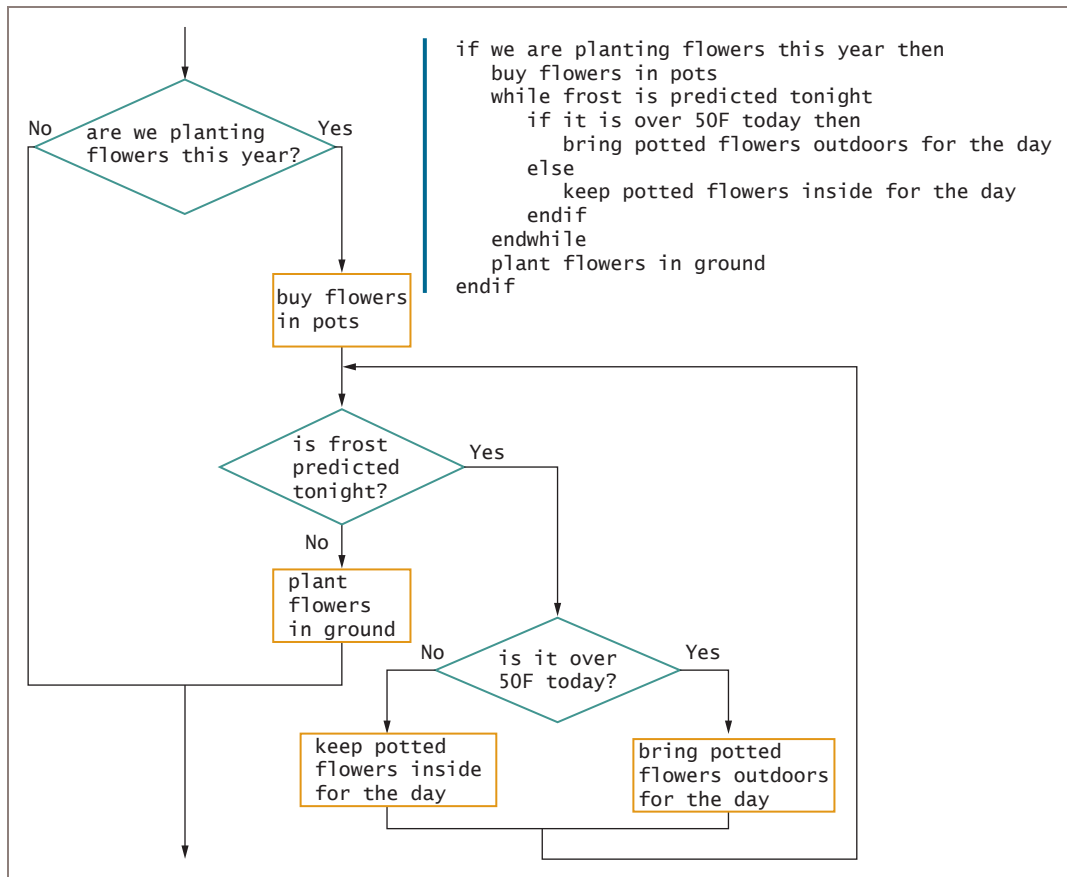 if we are planting flowers this year then
buy flowers in pots
while frost is predicted tonight
if it is over 50F today then
bring potted flowers outdoors for the day
else
keep potted flowers inside for the day
endif
endwhile
plant flowers in ground
endif
No
are we planting
flowers this year?
Yes
buy flowers
in pots
is frost
predicted
tonight?
Yes
No
plant
flowers
in ground
No
is it over
50F today?
Yes
keep potted
flowers inside
for the day
bring potted
flowers outdoors
for the day